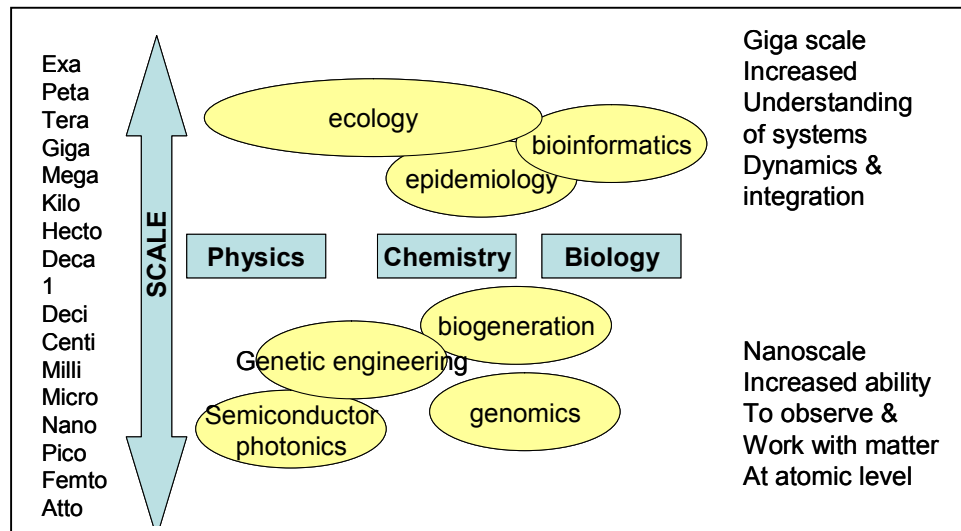 Exa
Peta
Tera
Giga
Mega
Kilo
Hecto
Deca
1
Deci
Centi
Milli
Micro
Nano
Pico
Femto
Atto
SCALE
ecology
bioinformatics
epidemiology
Physics
Chemistry
Biology
biogeneration
Genetic engineering
Semiconductor
photonics
genomics
Giga scale
Increased
Understanding
of systems
Dynamics &
integration
Nanoscale
Increased ability
To observe &
Work with matter
At atomic level